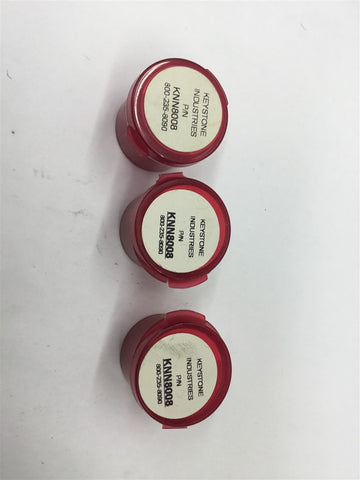 KEYSTONE
INDUSTRIES
P/N
KNN8008
800-235-8090
KEYSTONE
INDUSTRIES
P/N
KNN8008
800-235-8090
KEYSTONE
INDUSTRIES
P/N
KNN8008
800-235-8090